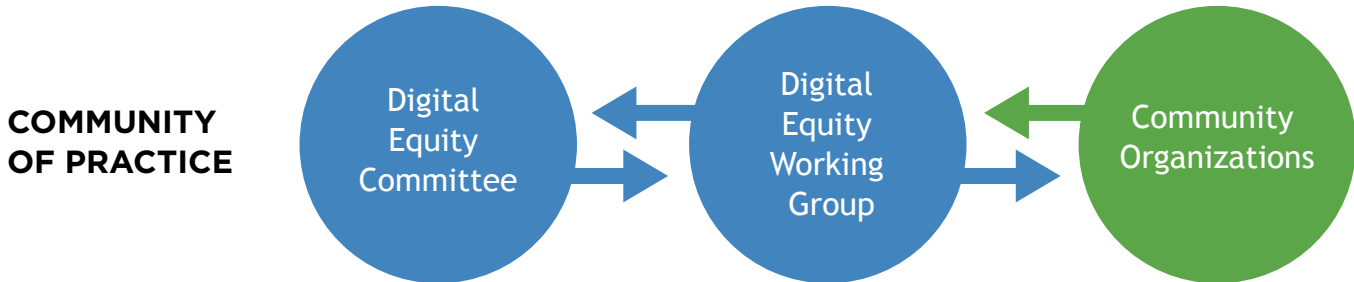 COMMUNITY
OF PRACTICE
Digital
Equity
Committee
Digital
Equity
Working
Group
Community
Organizations